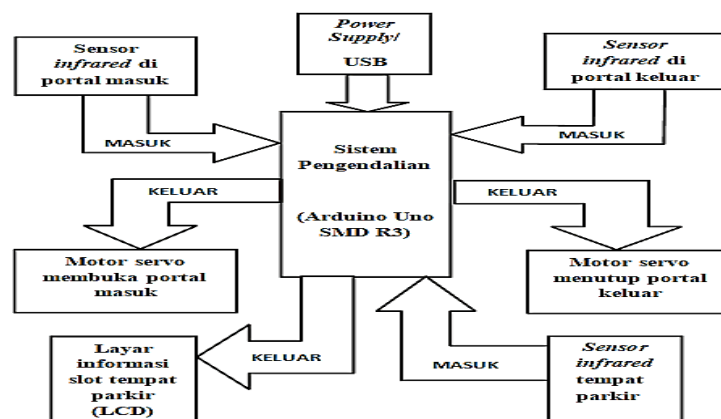 Sensor
infrared di
portal masuk
Power
Supply/
USB
Sensor
infrared di
portal keluar
MASUK
MASUK
Sistem
Pengendalian
(Arduino Uno
SMD R3)
KELUAR
KELUAR
Motor servo
membuka portal
masuk
Motor servo
menutup portal
keluar
Layar
informasi
slot tempat
parkir
(LCD)
KELUAR
MASUK
Sensor
infrared
tempat
parkir